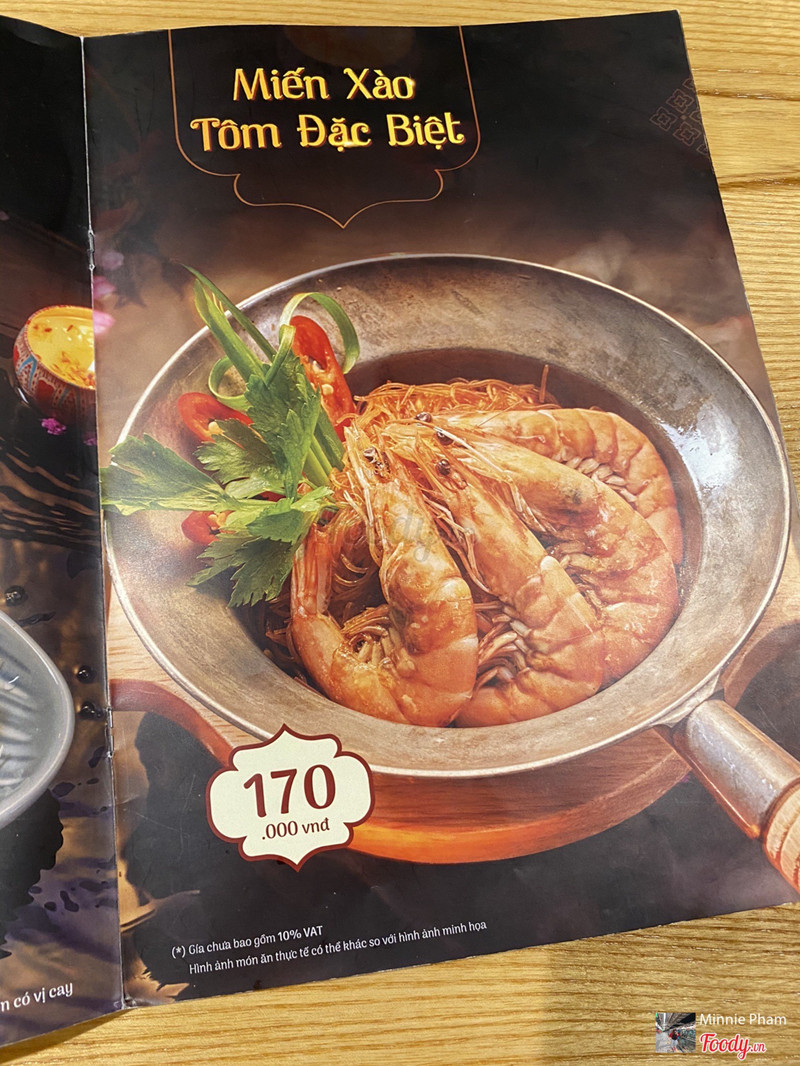 Miến Xào
Tôm Đặc Biệt
170
.000 vnđ
(*) Gía chưa bao gồm 10% VAT
Hình ảnh món ăn thực tế có thể khác so với hình ảnh minh họa
có vị cay
Foody
Minnie Pham
Foody.vn